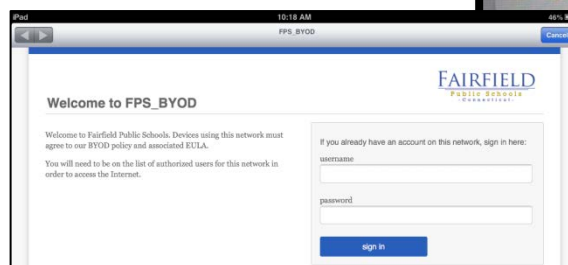 iPad 10:18 AM 46%
FPS_BYOD
Cancel
FAIRFIELD
Public Schools
-Connecticut-
Welcome to FPS_BYOD
Welcome to Fairfield Public Schools. Devices using this network must
agree to our BYOD policy and associated EULA.
You will need to be on the list of authorized users for this network in
order to access the Internet.
If you already have an account on this network, sign in here:
username
password
sign in